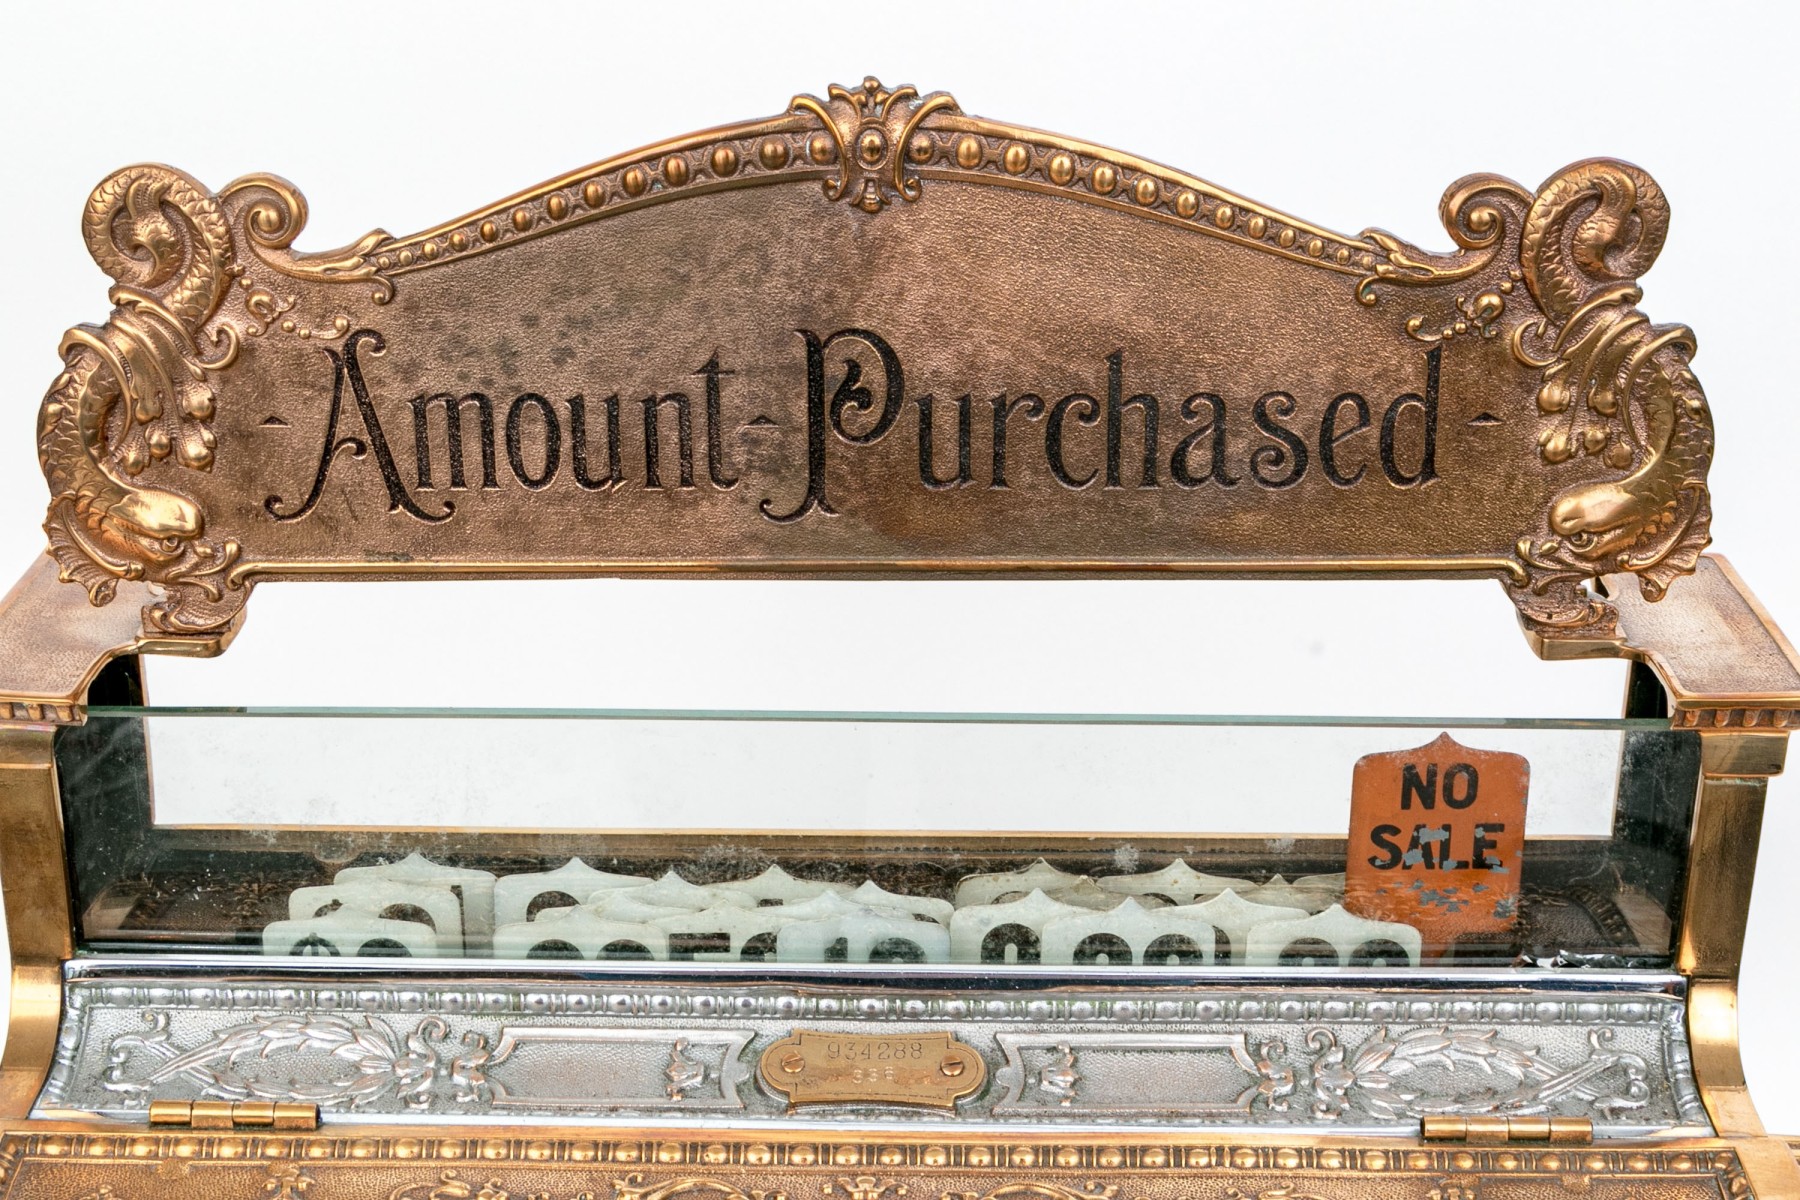 Amount Purchased
NO
SALE
934288